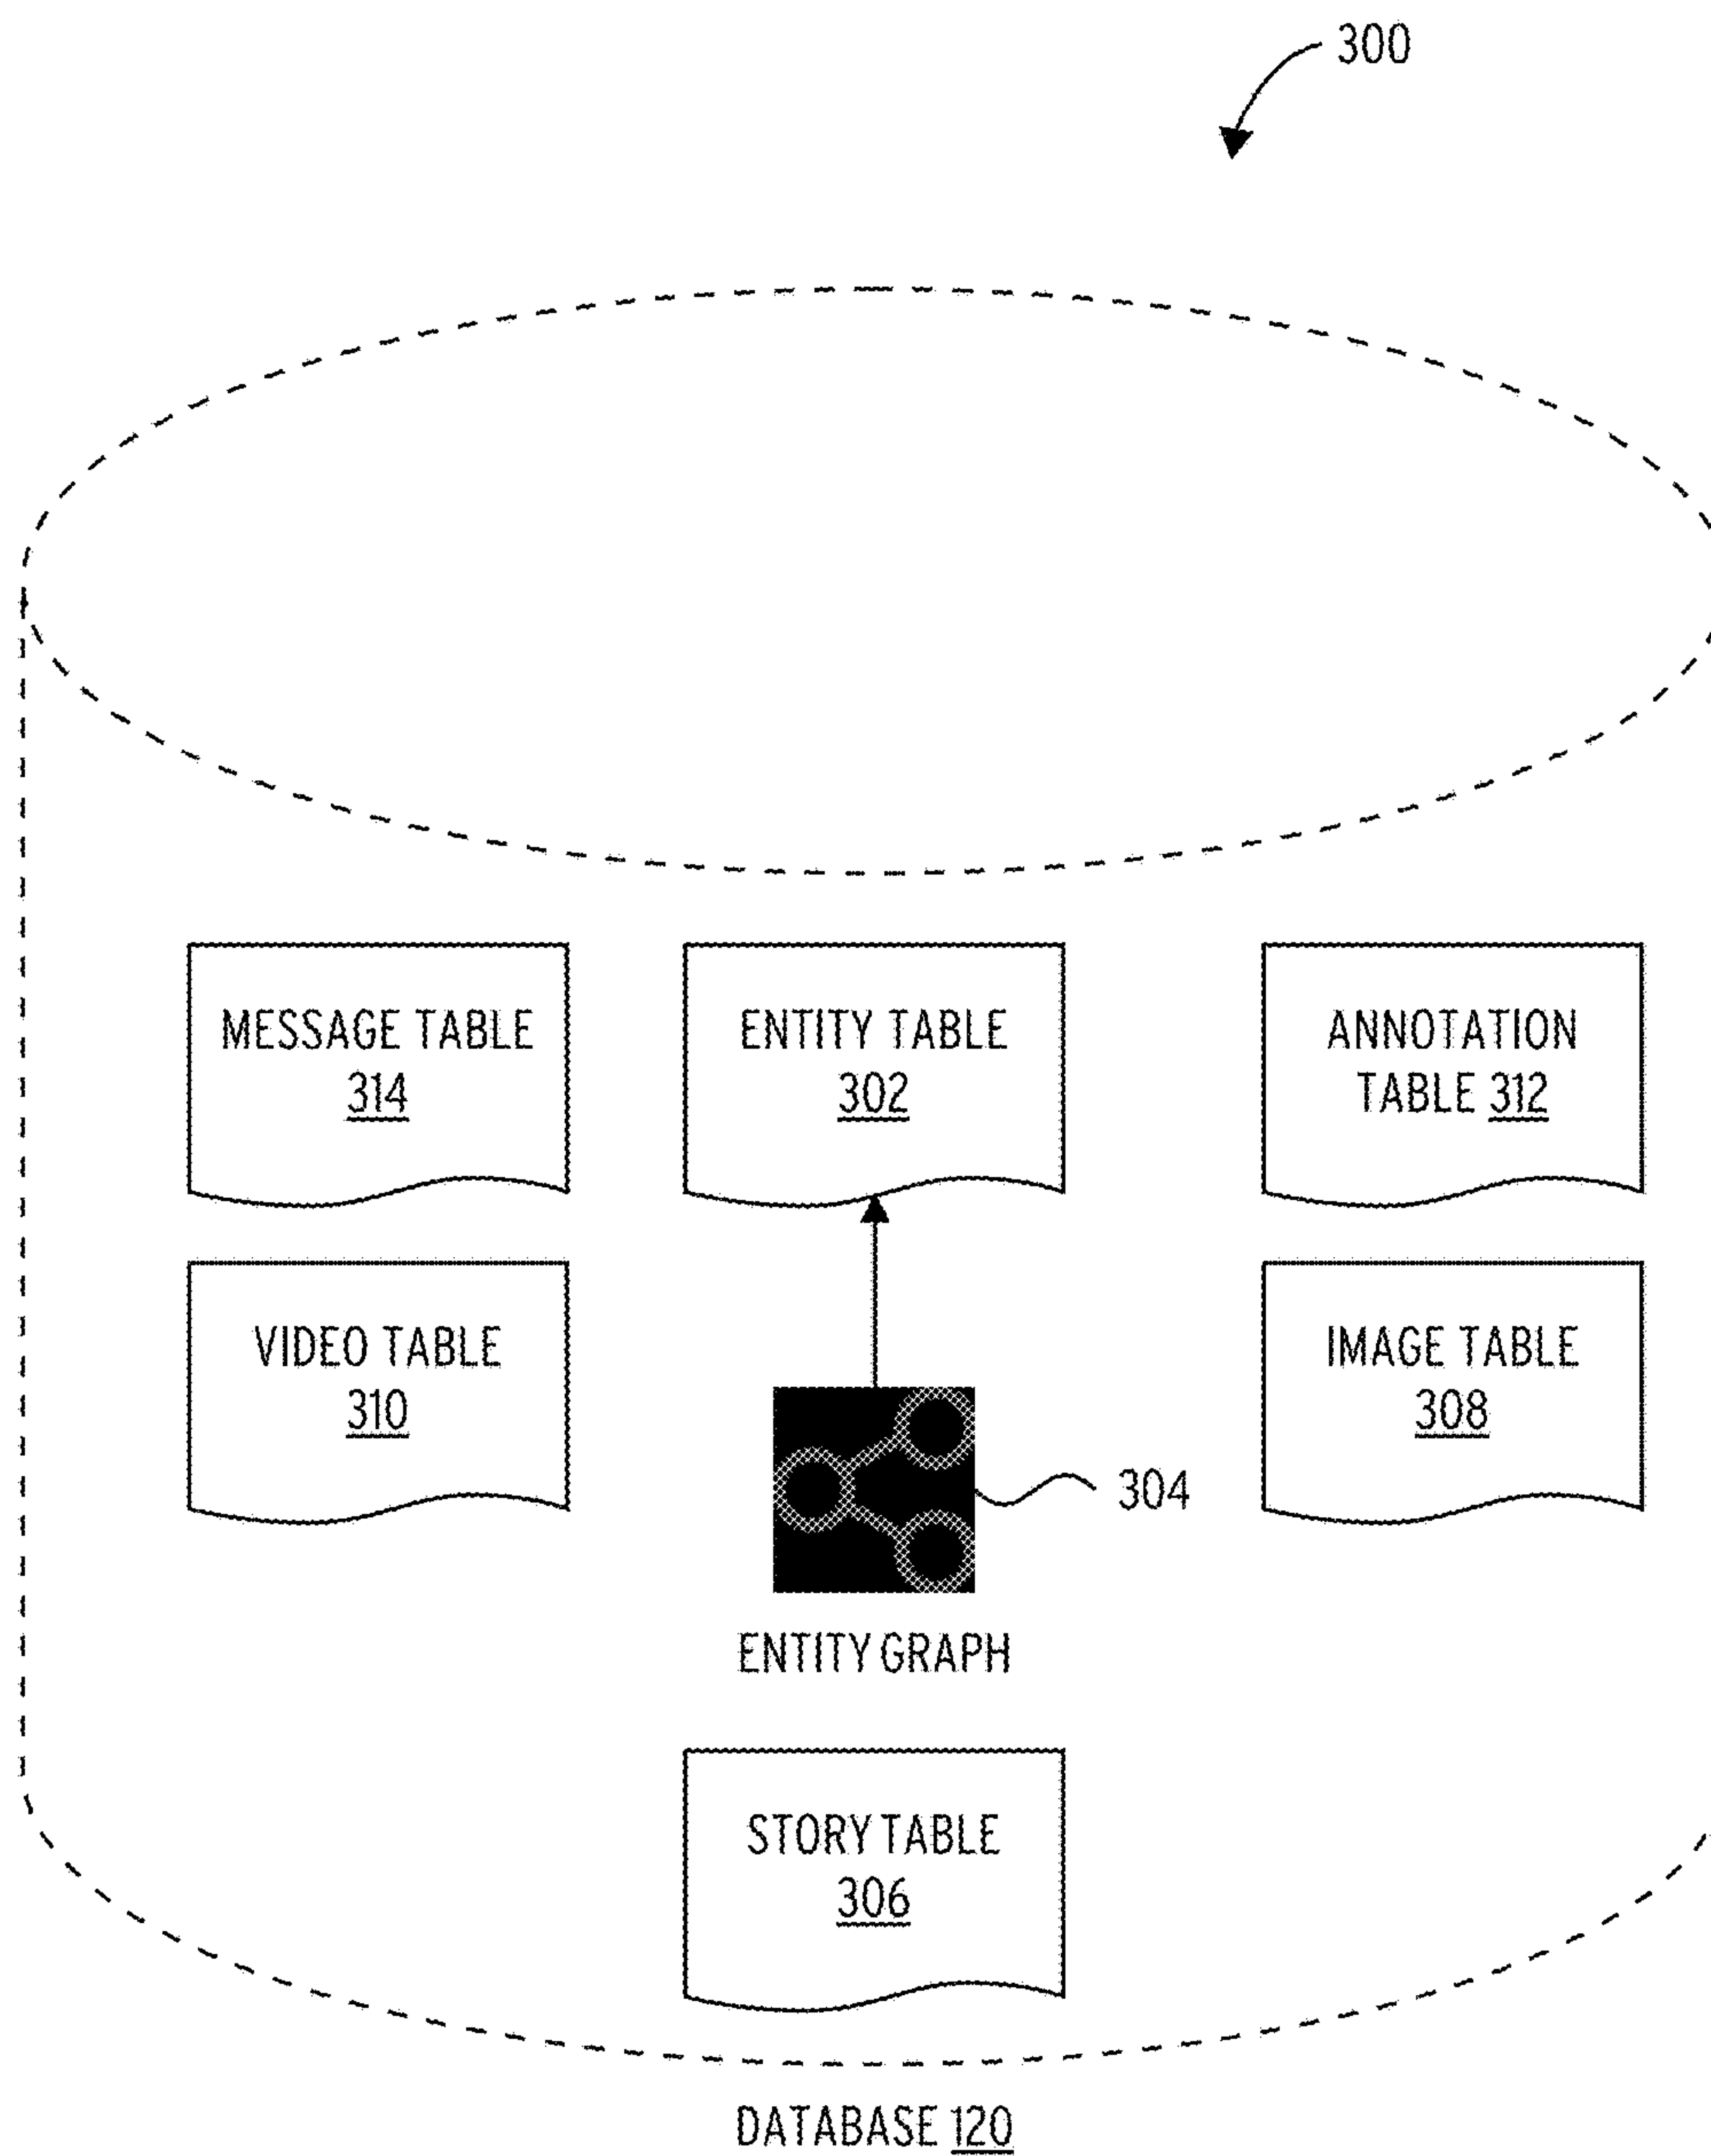 300
MESSAGE TABLE
314
ENTITY TABLE
302
ANNOTATION
TABLE 312
VIDEO TABLE
310
IMAGE TABLE
308
304
ENTITY GRAPH
STORY TABLE
306
DATABASE 120